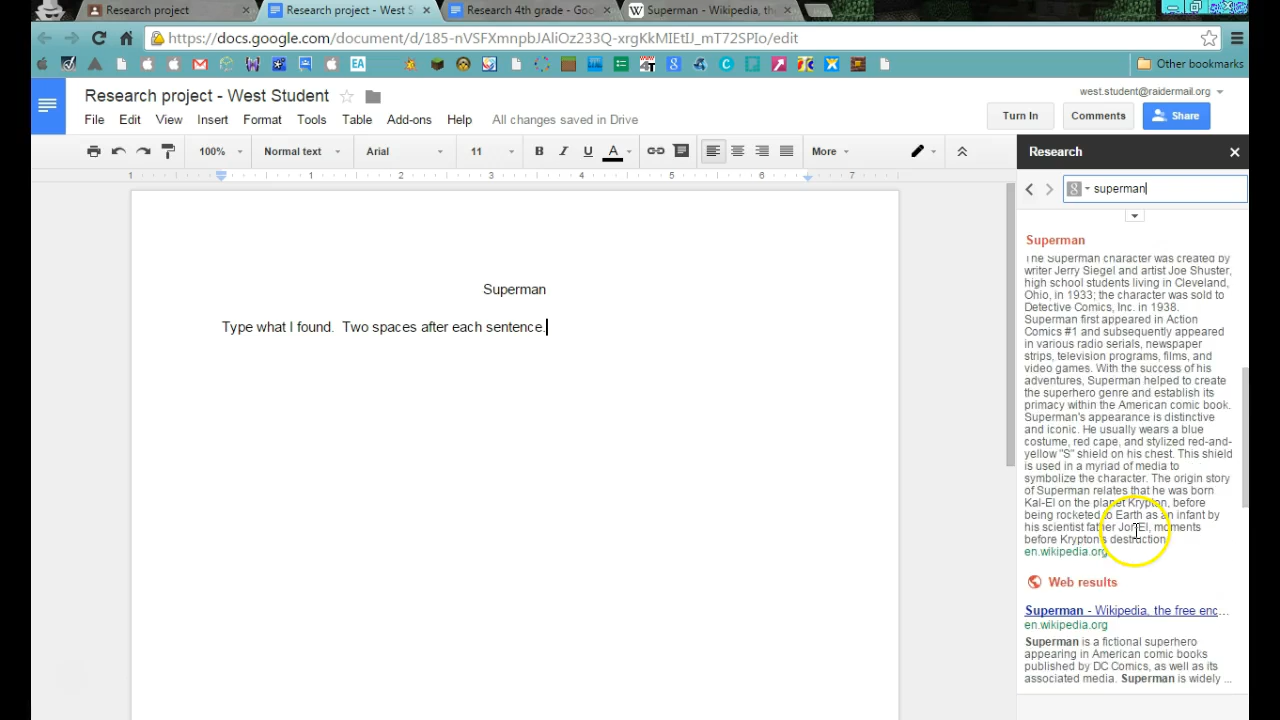 Research project
Research project - West S
Research 4th grade - Goo
Superman - Wikipedia, the
https://docs.google.com/document/d/185-nVSFXmnpbJAliOz233Q-xrgKkMIEtIJ_mT72SPIo/edit
EA
Other bookmarks
Research project - West Student
west.student@raidermail.org
File Edit View Insert Format Tools Table Add-ons Help All changes saved in Drive
Turn In Comments Share
100% Normal text Arial 11 B I U A More
Research
superman
1 1 2 3 4 5 6 7
Superman
Type what I found.  Two spaces after each sentence.
Superman
The Superman character was created by
writer Jerry Siegel and artist Joe Shuster,
high school students living in Cleveland,
Ohio, in 1933; the character was sold to
Detective Comics, Inc. in 1938.
Superman first appeared in Action
Comics #1 and subsequently appeared
in various radio serials, newspaper
strips, television programs, films, and
video games. With the success of his
adventures, Superman helped to create
the superhero genre and establish its
primacy within the American comic book.
Superman's appearance is distinctive
and iconic. He usually wears a blue
costume, red cape, and stylized red-and-
yellow "S" shield on his chest. This shield
is used in a myriad of media to
symbolize the character. The origin story
of Superman relates that he was born
Kal-El on the planet Krypton, before
being rocketed to Earth as an infant by
his scientist father Jor-El, moments
before Krypton's destruction.
en.wikipedia.org
Web results
Superman - Wikipedia, the free enc...
en.wikipedia.org
Superman is a fictional superhero
appearing in American comic books
published by DC Comics, as well as its
associated media. Superman is widely ...